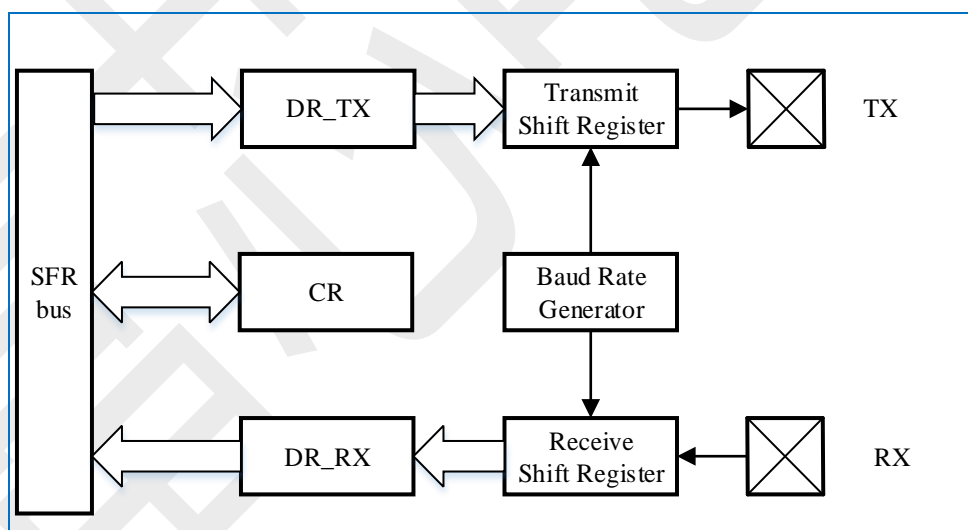 DR_TX
Transmit
Shift Register
TX
SFR
bus
CR
Baud Rate
Generator
DR_RX
Receive
Shift Register
RX